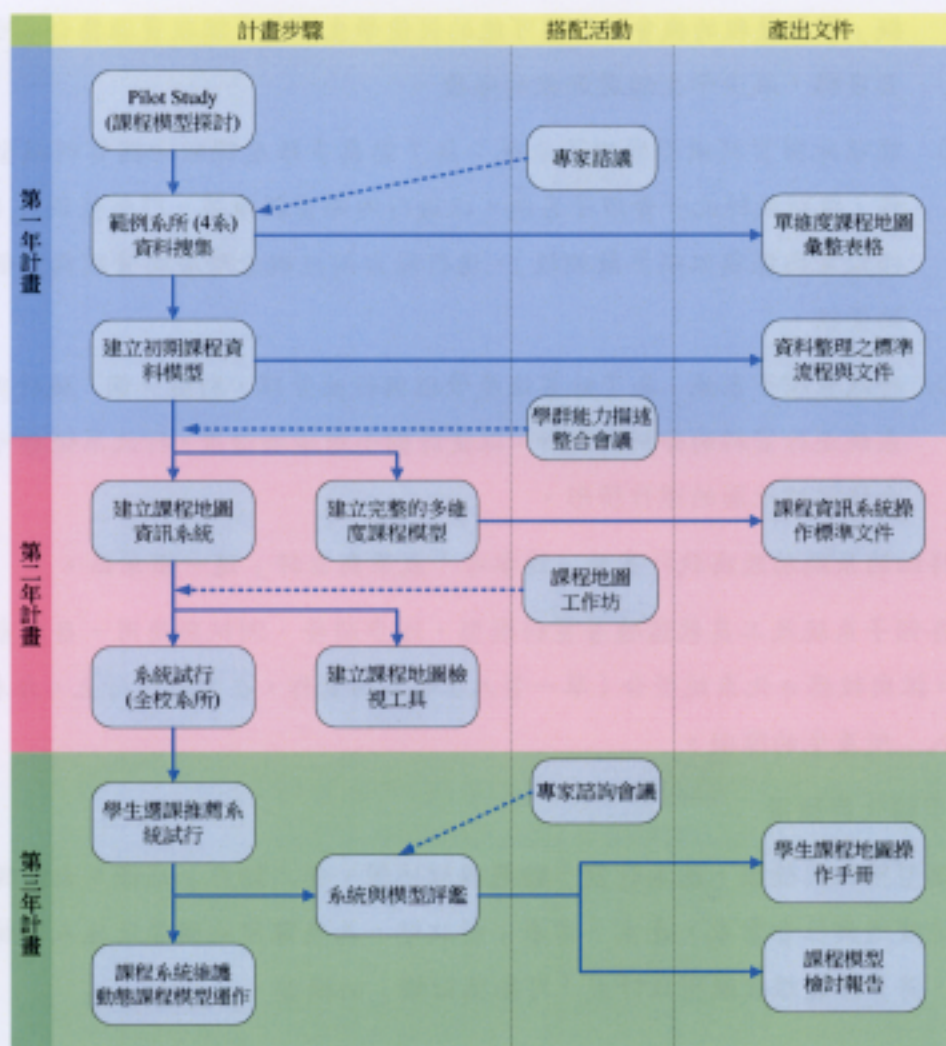 計畫步驟
搭配活動
產出文件
第一年計畫
Pilot Study
(課程模型探討)
專家諮議
範例系所 (4系)
資料搜集
單維度課程地圖
彙整表格
建立初期課程資
料模型
資料整理之標準
流程與文件
學群能力描述
整合會議
第二年計畫
建立課程地圖
資訊系統
建立完整的多維
度課程模型
課程資訊系統操
作標準文件
課程地圖
工作坊
系統試行
(全校系所)
建立課程地圖檢
視工具
第三年計畫
學生選課推薦系
統試行
專家諮詢會議
系統與模型評鑑
學生課程地圖操
作手冊
課程系統維護
動態課程模型運作
課程模型
檢討報告